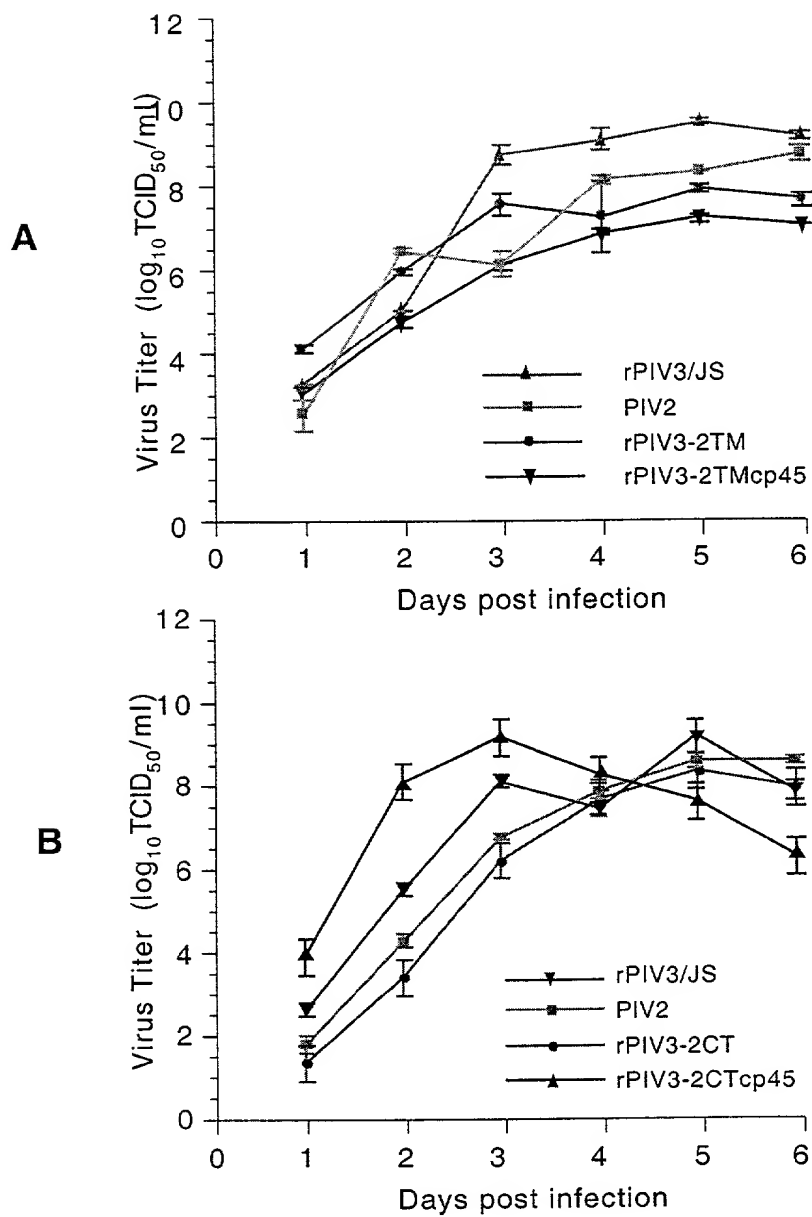 A
Virus Titer (log10TCID50/ml)
12
10
8
6
4
2
0
0 1 2 3 4 5 6
Days post infection
rPIV3/JS
PIV2
rPIV3-2TM
rPIV3-2TMcp45
B
Virus Titer (log10TCID50/ml)
12
10
8
6
4
2
0
0 1 2 3 4 5 6
Days post infection
rPIV3/JS
PIV2
rPIV3-2CT
rPIV3-2CTcp45